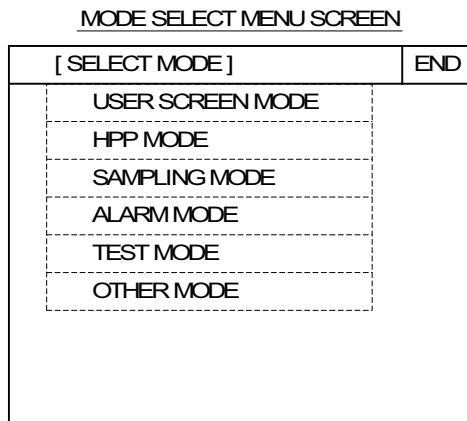 MODE SELECT MENU SCREEN
[ SELECT MODE ] END
USER SCREEN MODE
HPP MODE
SAMPLING MODE
ALARM MODE
TEST MODE
OTHER MODE